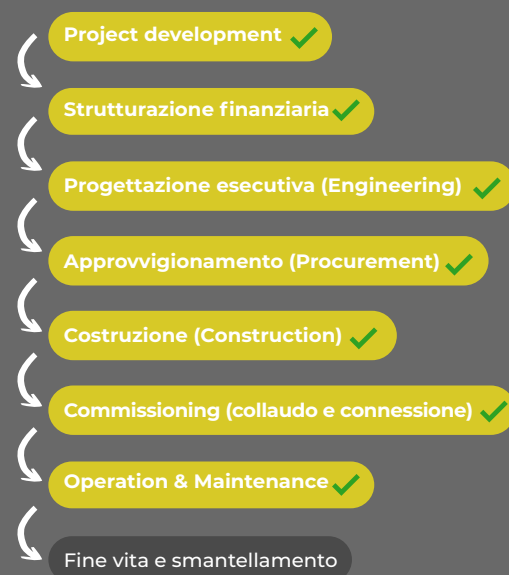 Project development
Strutturazione finanziaria
Progettazione esecutiva (Engineering)
Approvvigionamento (Procurement)
Costruzione (Construction)
Commissioning (collaudo e connessione)
Operation & Maintenance
Fine vita e smantellamento